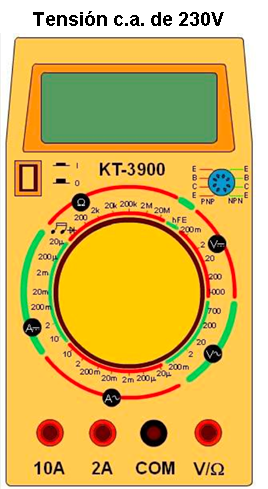 Tensión c.a. de 230V
I
0
KT-3900
E
B
C
E
PNP
E
B
C
E
NPN
Ω
200
2k
20k
200k
2M
20M
hFE
200m
2
20
200
1000
V
700
200
20
2
200m
V~
20µ
200µ
2m
20m
200m
2
10
A~
10
2
200m
20m
2m
20µ
A
10A
2A
COM
V/Ω